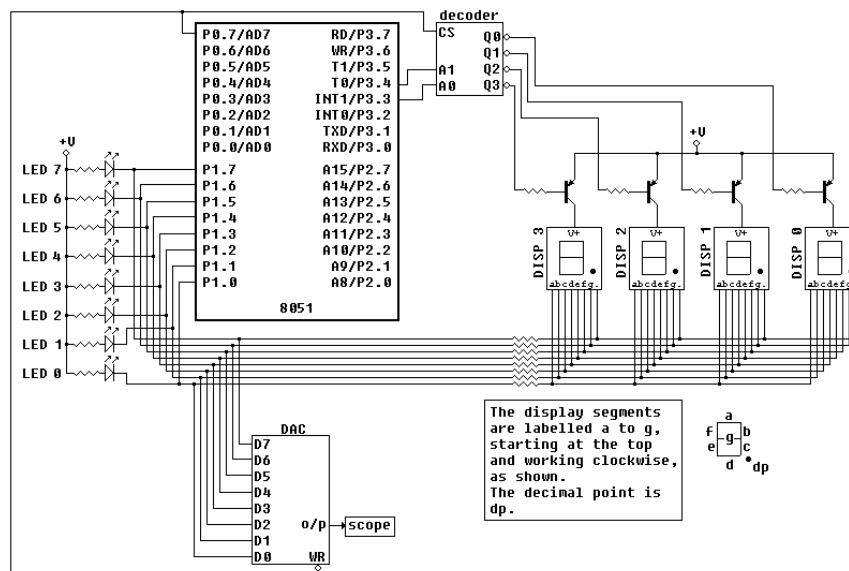 decoder
P0.7/AD7 RD/P3.7
P0.6/AD6 WR/P3.6
P0.5/AD5 T1/P3.5
P0.4/AD4 T0/P3.4
P0.3/AD3 INT1/P3.3
P0.2/AD2 INT0/P3.2
P0.1/AD1 TXD/P3.1
P0.0/AD0 RXD/P3.0
P1.7 A15/P2.7
P1.6 A14/P2.6
P1.5 A13/P2.5
P1.4 A12/P2.4
P1.3 A11/P2.3
P1.2 A10/P2.2
P1.1 A9/P2.1
P1.0 A8/P2.0
8051
CS Q0
Q1
A1 Q2
A0 Q3
+V
+V
LED 7
LED 6
LED 5
LED 4
LED 3
LED 2
LED 1
LED 0
DISP 3
V+
abcdefg.
DISP 2
V+
abcdefg.
DISP 1
V+
abcdefg.
DISP 0
V+
abcdefg.
DAC
D7
D6
D5
D4
D3
D2 o/p
D1
D0 WR
scope
The display segments
are labelled a to g,
starting at the top
and working clockwise,
as shown.
The decimal point is
dp.
a
f g b
e c
d dp